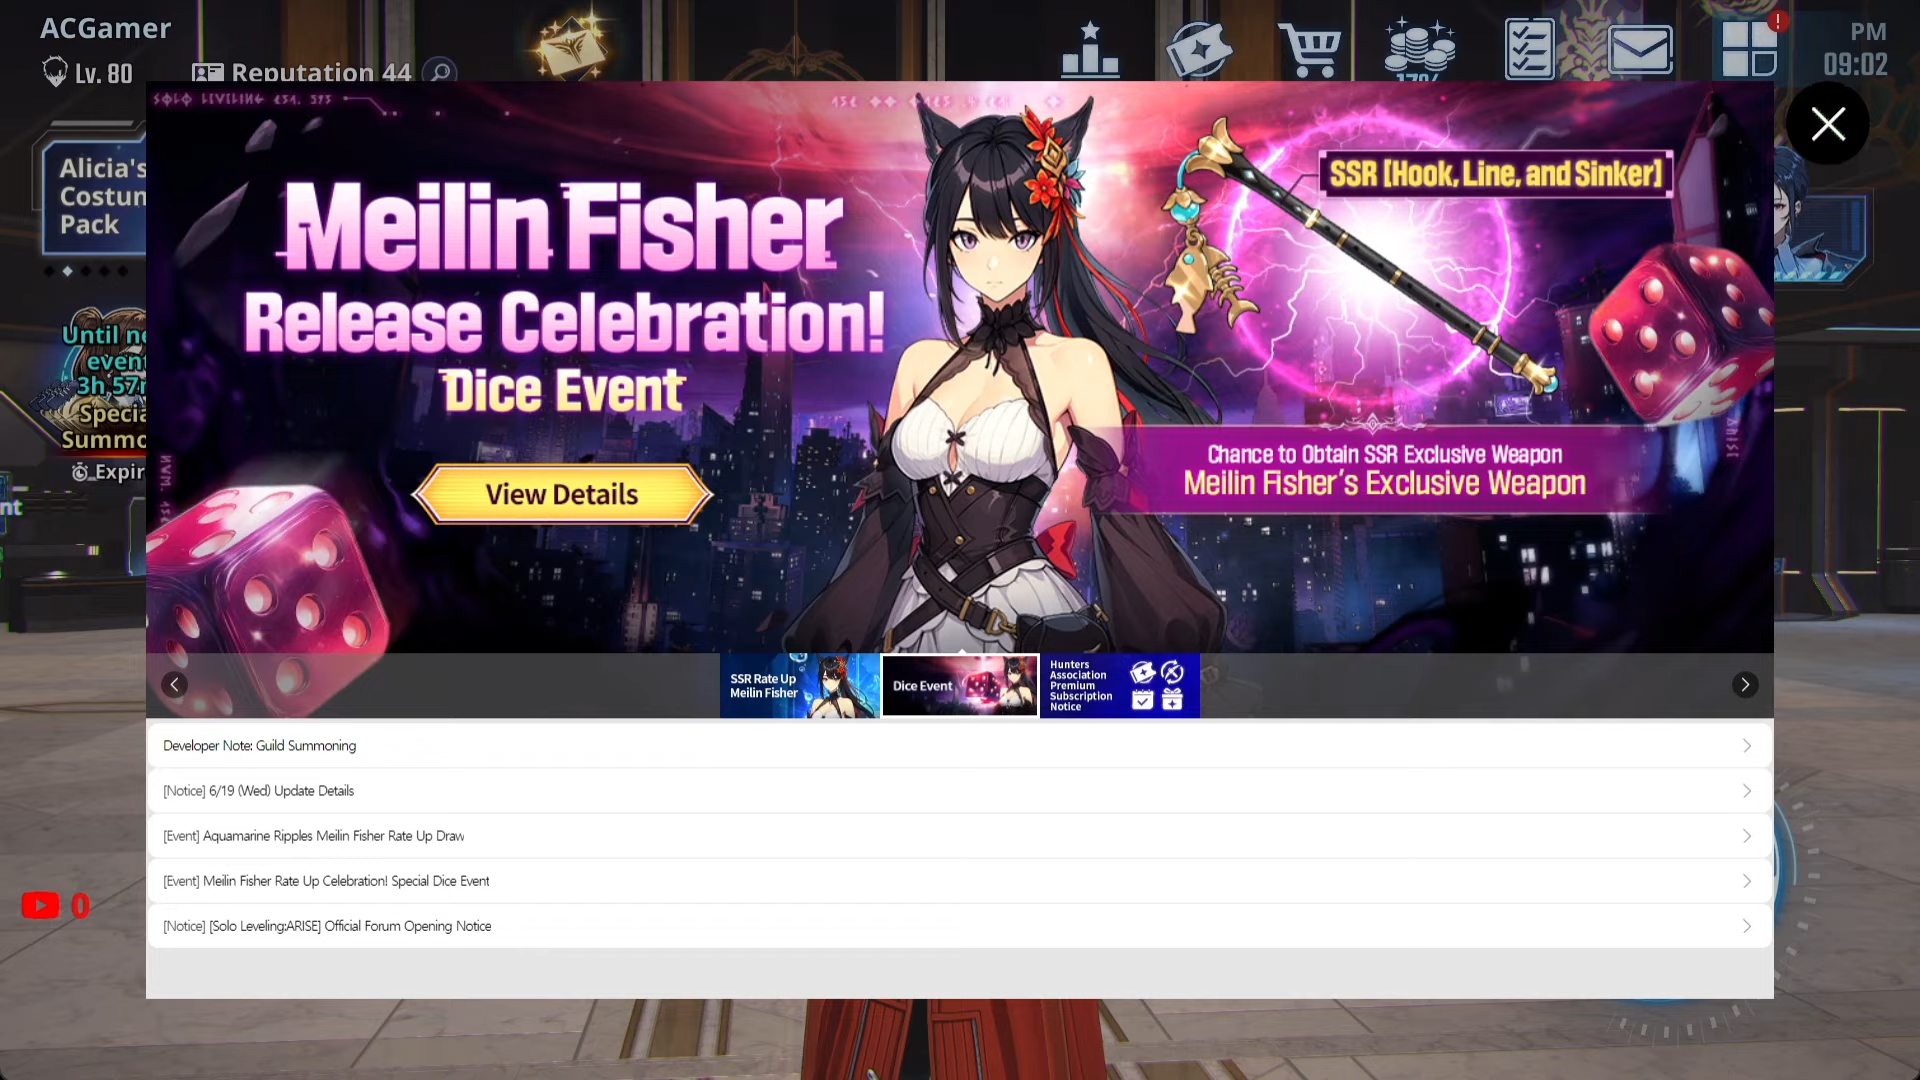 ACGamer
Lv. 80
Reputation 44
PM
09:02
Alicia's
Costum
Pack
Until ne
event
3h,57m
Specia
Summo
Expir
nt
0
Meilin Fisher
Release Celebration!
Dice Event
View Details
SSR [Hook, Line, and Sinker]
Chance to Obtain SSR Exclusive Weapon
Meilin Fisher's Exclusive Weapon
SSR Rate Up
Meilin Fisher
Dice Event
Hunters
Association
Premium
Subscription
Notice
Developer Note: Guild Summoning
[Notice] 6/19 (Wed) Update Details
[Event] Aquamarine Ripples Meilin Fisher Rate Up Draw
[Event] Meilin Fisher Rate Up Celebration! Special Dice Event
[Notice] [Solo Leveling:ARISE] Official Forum Opening Notice